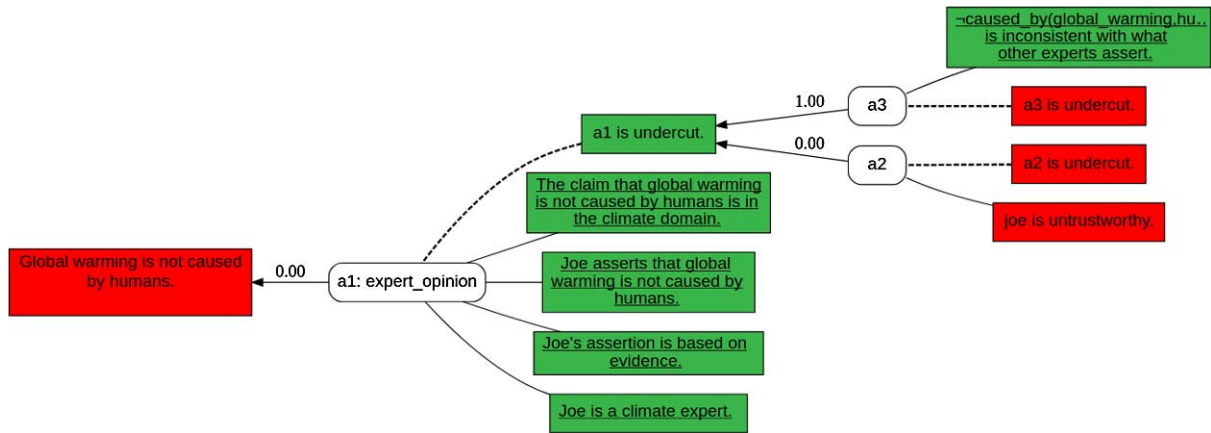 ¬caused_by(global_warming,hu..
is inconsistent with what
other experts assert.
1.00
a3
a3 is undercut.
a1 is undercut.
0.00
a2
a2 is undercut.
The claim that global warming
is not caused by humans is in
the climate domain.
joe is untrustworthy.
Global warming is not caused
by humans.
0.00
a1: expert_opinion
Joe asserts that global
warming is not caused by
humans.
Joe's assertion is based on
evidence.
Joe is a climate expert.